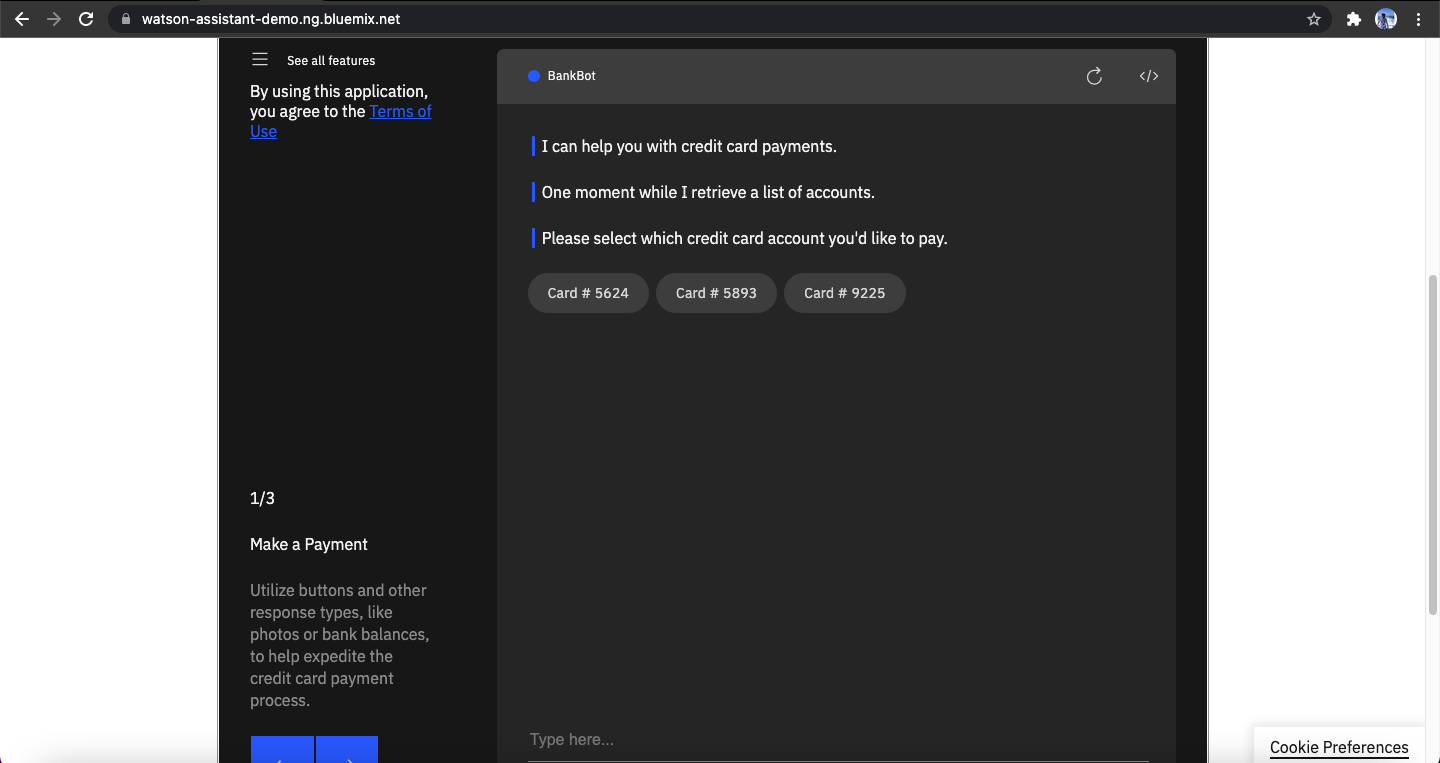 watson-assistant-demo.ng.bluemix.net
See all features
By using this application,
you agree to the Terms of
Use
1/3
Make a Payment
Utilize buttons and other
response types, like
photos or bank balances,
to help expedite the
credit card payment
process.
BankBot
</>
I can help you with credit card payments.
One moment while I retrieve a list of accounts.
Please select which credit card account you'd like to pay.
Card # 5624
Card # 5893
Card # 9225
Type here...
Cookie Preferences